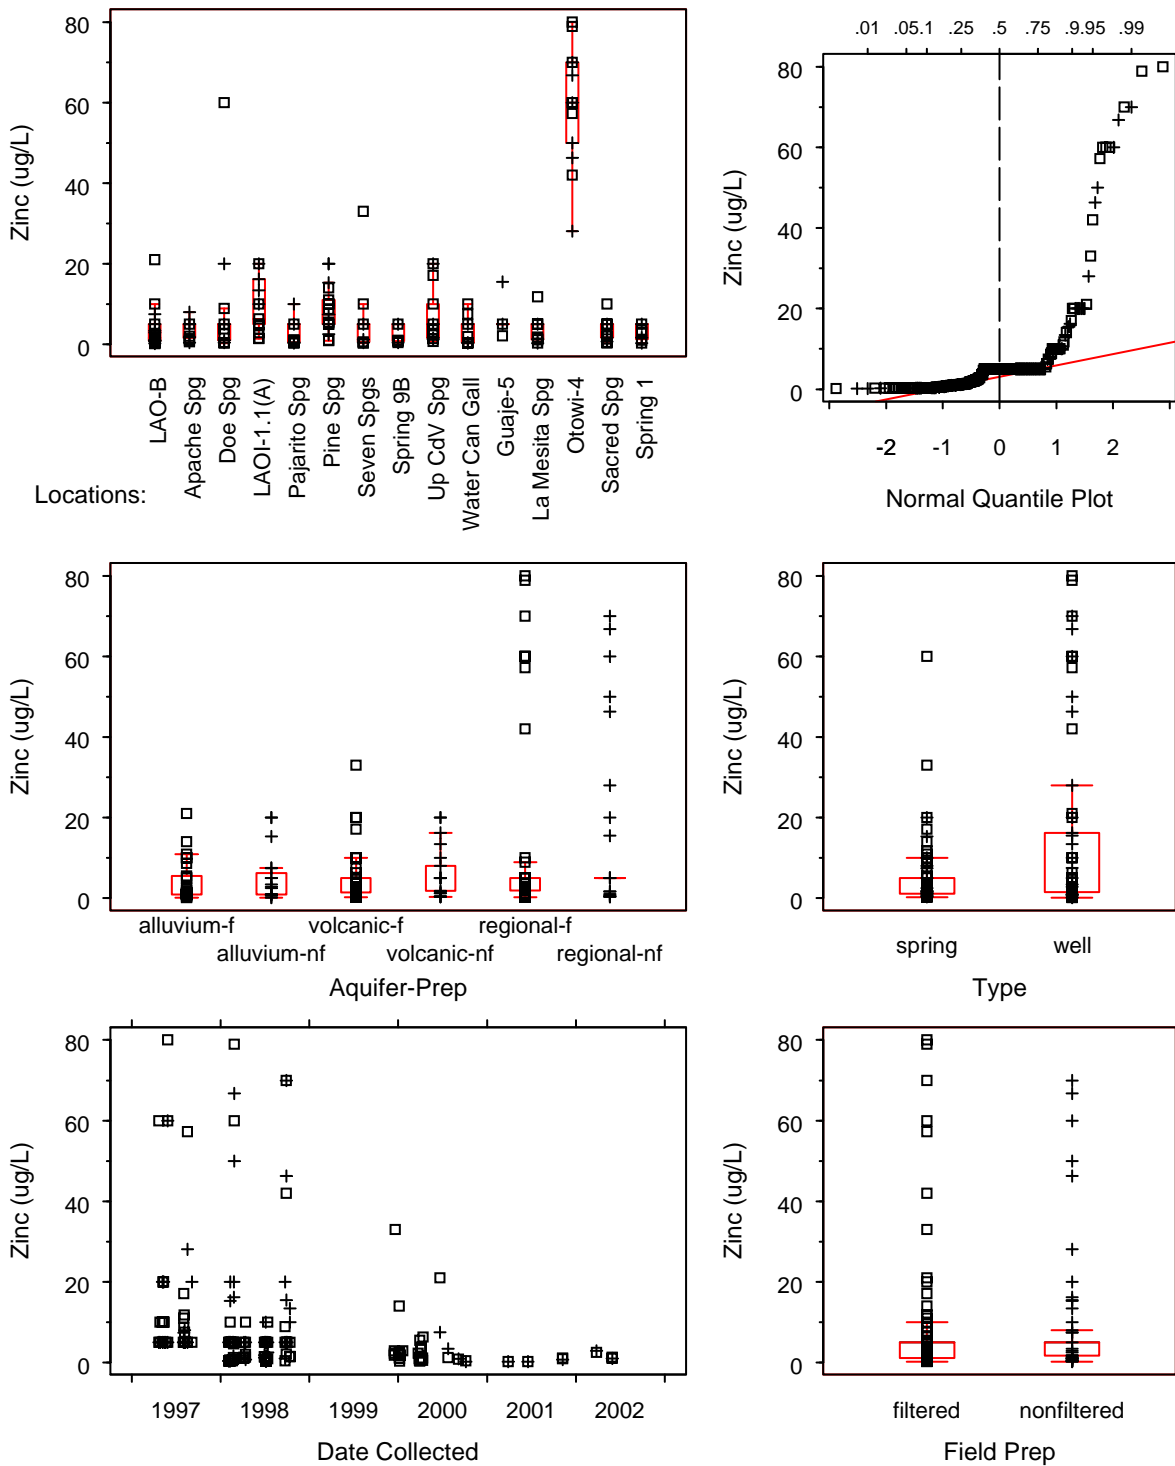 .01 .05 .1 .25 .5 .75 .9 .95 .99
Zinc (ug/L)
80
60
40
20
0
LAO-B
Apache Spg
Doe Spg
LAOI-1.1(A)
Pajarito Spg
Pine Spg
Seven Spgs
Spring 9B
Up CdV Spg
Water Can Gall
Guaje-5
La Mesita Spg
Otowi-4
Sacred Spg
Spring 1
Locations:
Zinc (ug/L)
80
60
40
20
0
-2 -1 0 1 2
Normal Quantile Plot
Zinc (ug/L)
80
60
40
20
0
alluvium-f volcanic-f regional-f
alluvium-nf volcanic-nf regional-nf
Aquifer-Prep
Zinc (ug/L)
80
60
40
20
0
spring well
Type
Zinc (ug/L)
80
60
40
20
0
1997 1998 1999 2000 2001 2002
Date Collected
Zinc (ug/L)
80
60
40
20
0
filtered nonfiltered
Field Prep